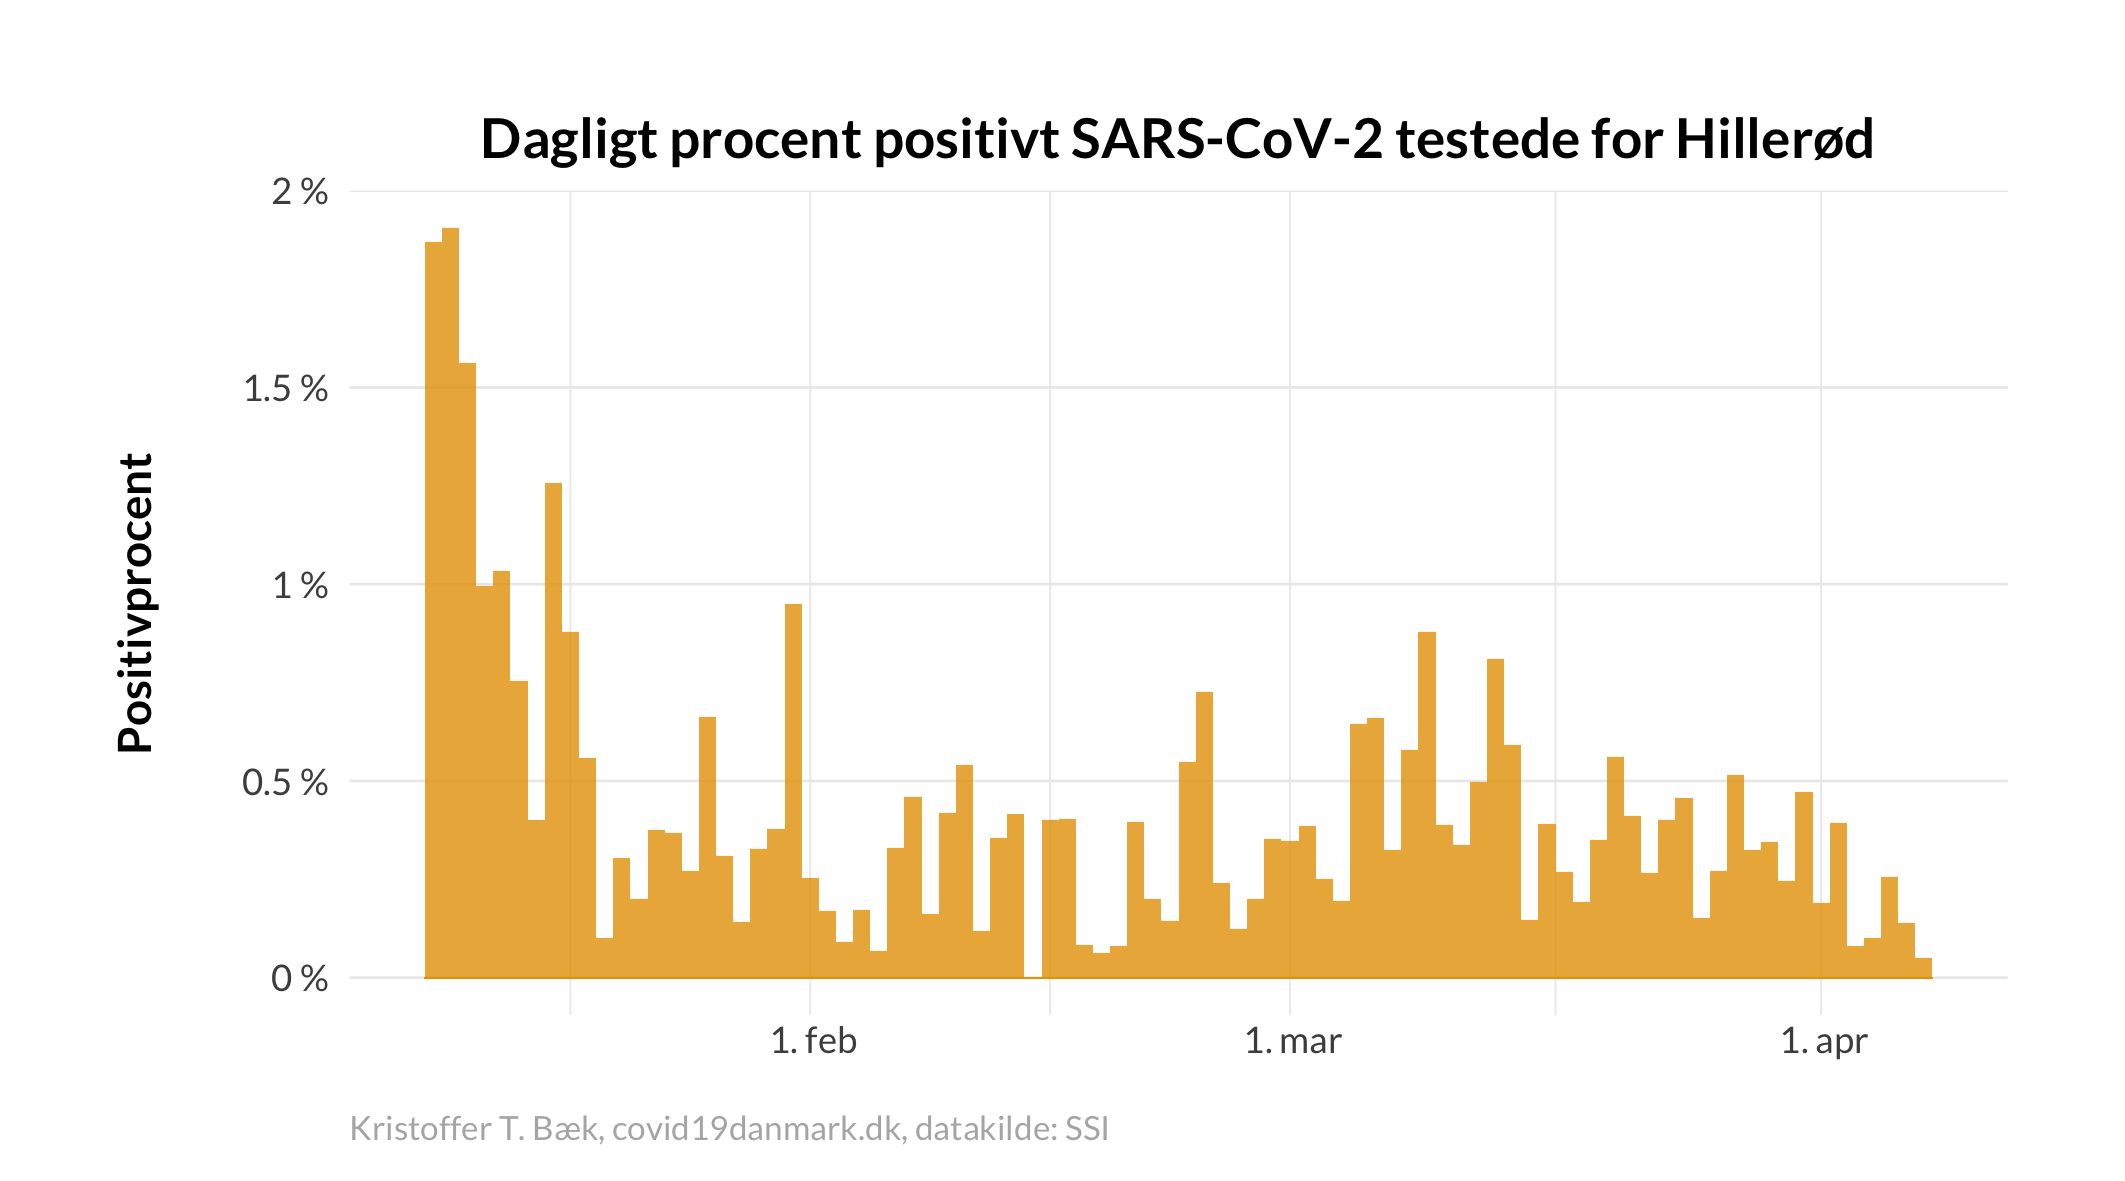 Dagligt procent positivt SARS-CoV-2 testede for Hillerød
2 %
1.5 %
1 %
0.5 %
0 %
Positivprocent
1. feb
1. mar
1. apr
Kristoffer T. Bæk, covid19danmark.dk, datakilde: SSI